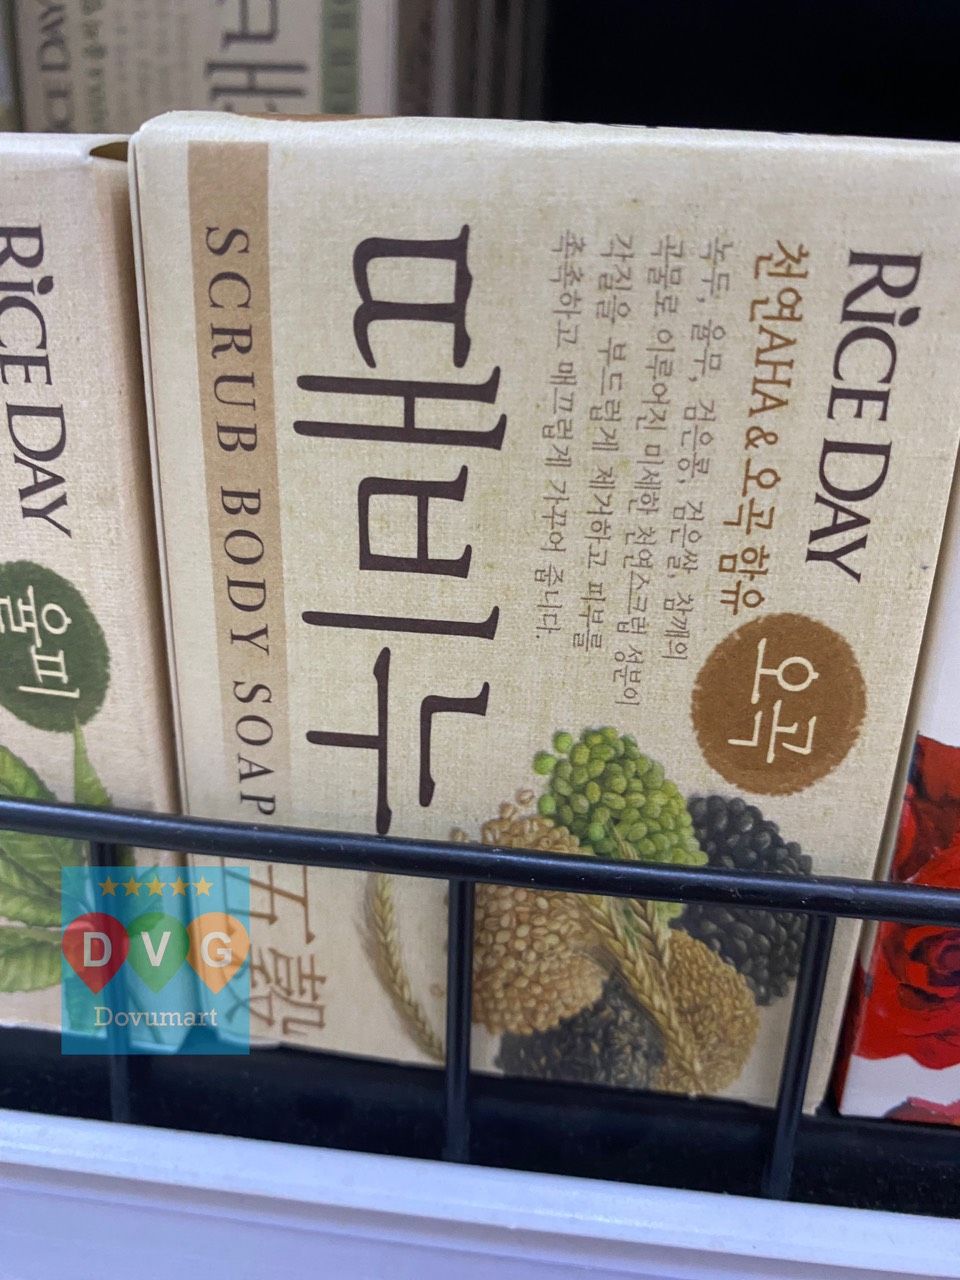 RiCE DAY
천연AHA & 오곡 함유
오곡
녹두, 율무, 검은콩, 검은쌀, 참깨의
곡물로 이루어진 미세한 천연스크럽 성분이
각질을 부드럽게 제거하고 피부를
촉촉하고 매끄럽게 가꾸어 줍니다.
때비누
SCRUB BODY SOAP
五穀
RiCE DAY
율피
DVG
Dovumart